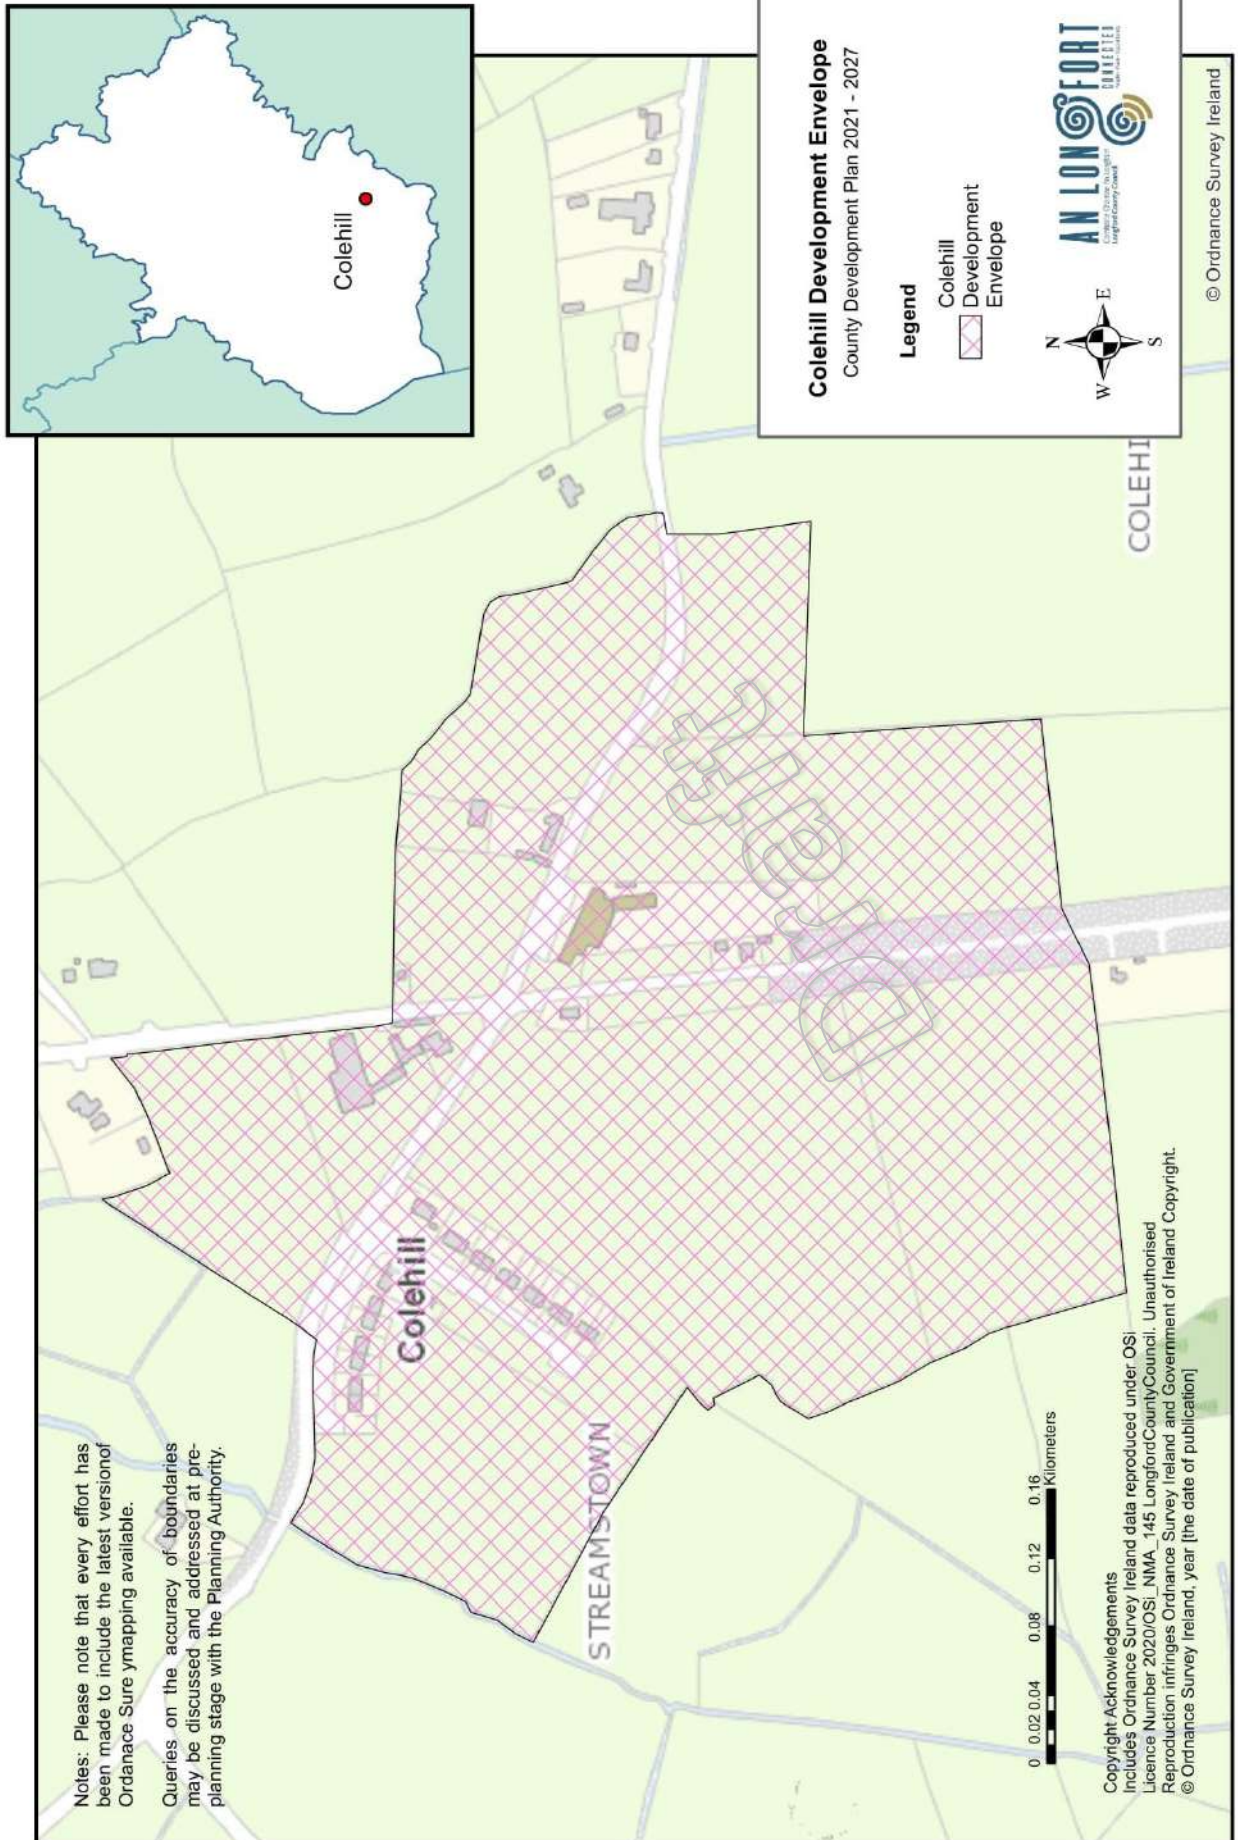 Notes: Please note that every effort has
been made to include the latest versionof
Ordanace Sure ymapping available.
Queries on the accuracy of boundaries
may be discussed and addressed at pre-
planning stage with the Planning Authority.
Colehill
Colehill
STREAMSTOWN
COLEHI
Draft
Colehill Development Envelope
County Development Plan 2021 - 2027
Legend
Colehill
Development
Envelope
N
W
E
S
AN LONGFORT
CONNECTED
Longford County Council
© Ordnance Survey Ireland
0 0.02 0.04 0.08 0.12 0.16
Kilometers
Copyright Acknowledgements
Includes Ordnance Survey Ireland data reproduced under OSi
Licence Number 2020/OSi_NMA_145 LongfordCountyCouncil. Unauthorised
Reproduction infringes Ordnance Survey Ireland and Government of Ireland Copyright.
© Ordnance Survey Ireland, year [the date of publication]